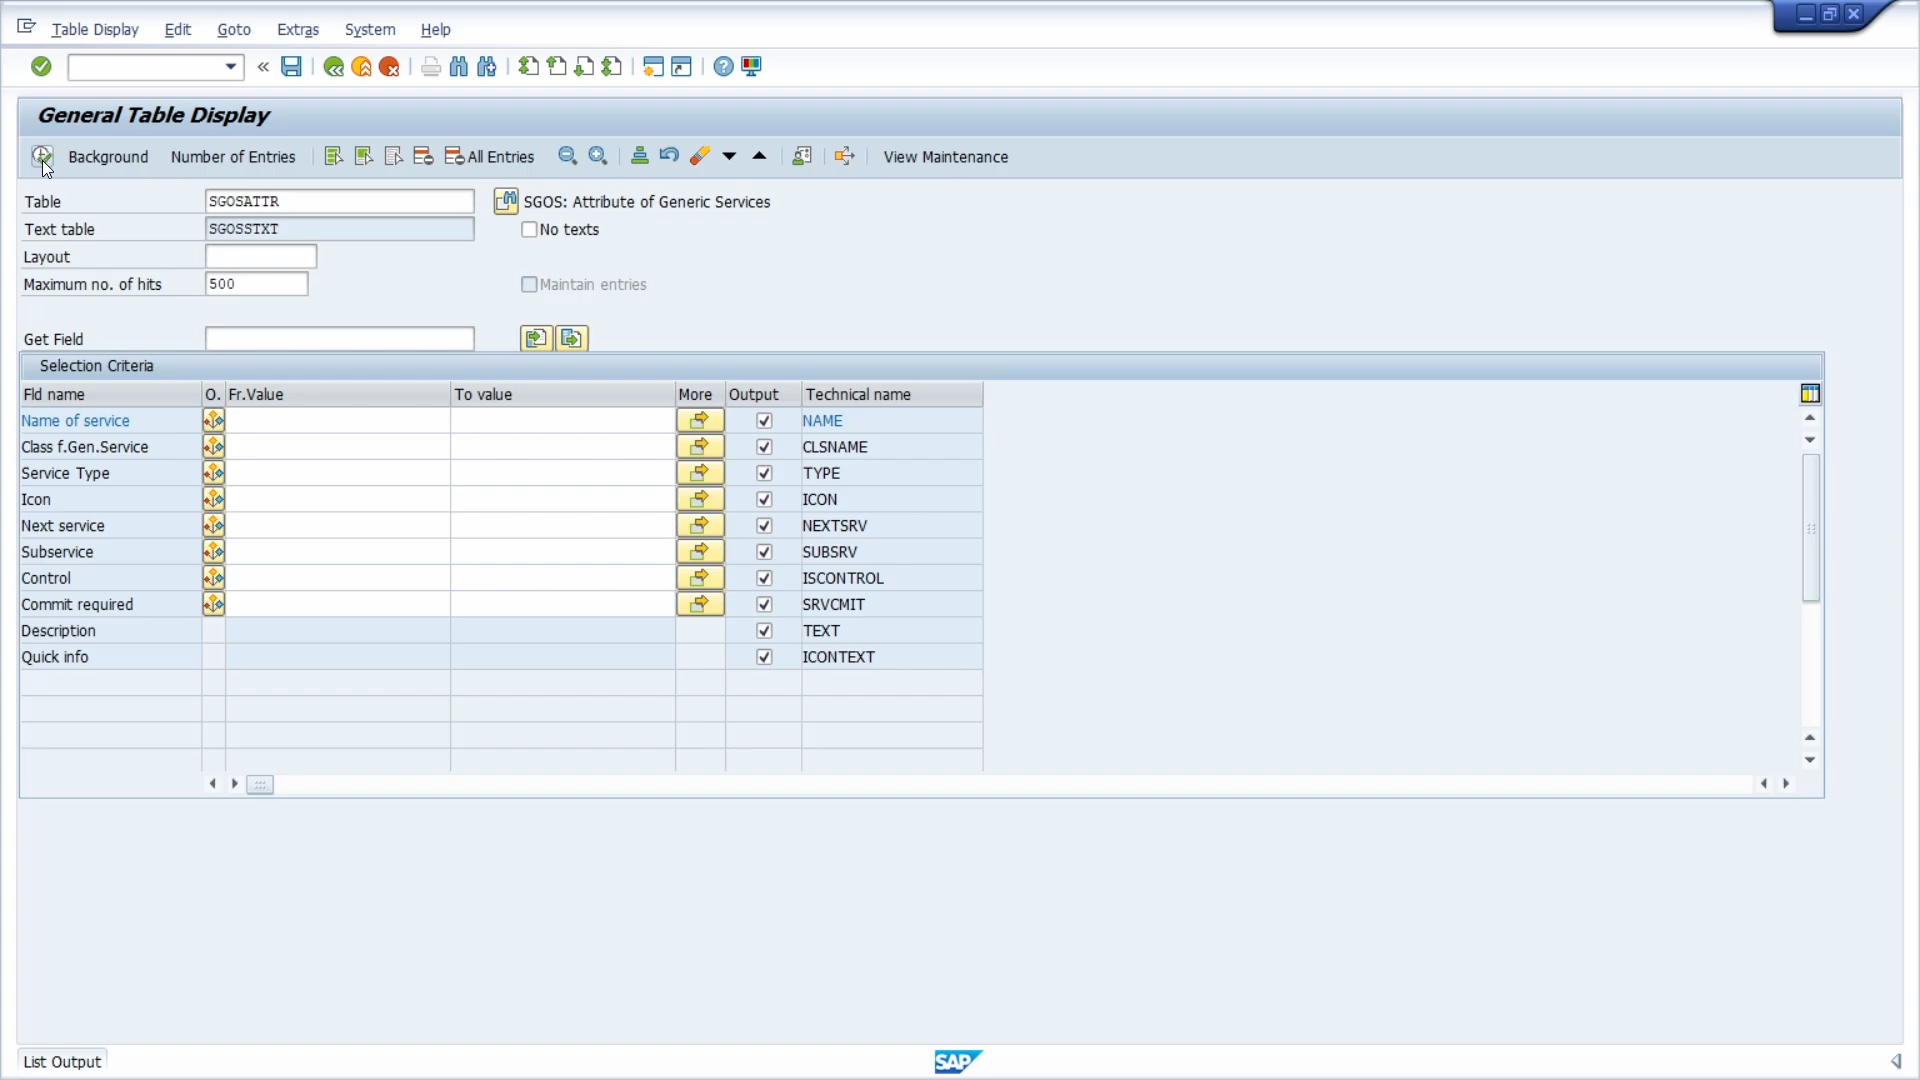 Table Display Edit Goto Extras System Help
General Table Display
Background Number of Entries All Entries View Maintenance
Table SGOSATTR SGOS: Attribute of Generic Services
Text table SGOSSTXT No texts
Layout
Maximum no. of hits 500 Maintain entries
Get Field
Selection Criteria
Fld name O. Fr.Value To value More Output Technical name
Name of service NAME
Class f.Gen.Service CLSNAME
Service Type TYPE
Icon ICON
Next service NEXTSRV
Subservice SUBSRV
Control ISCONTROL
Commit required SRVCMIT
Description TEXT
Quick info ICONTEXT
List Output SAP